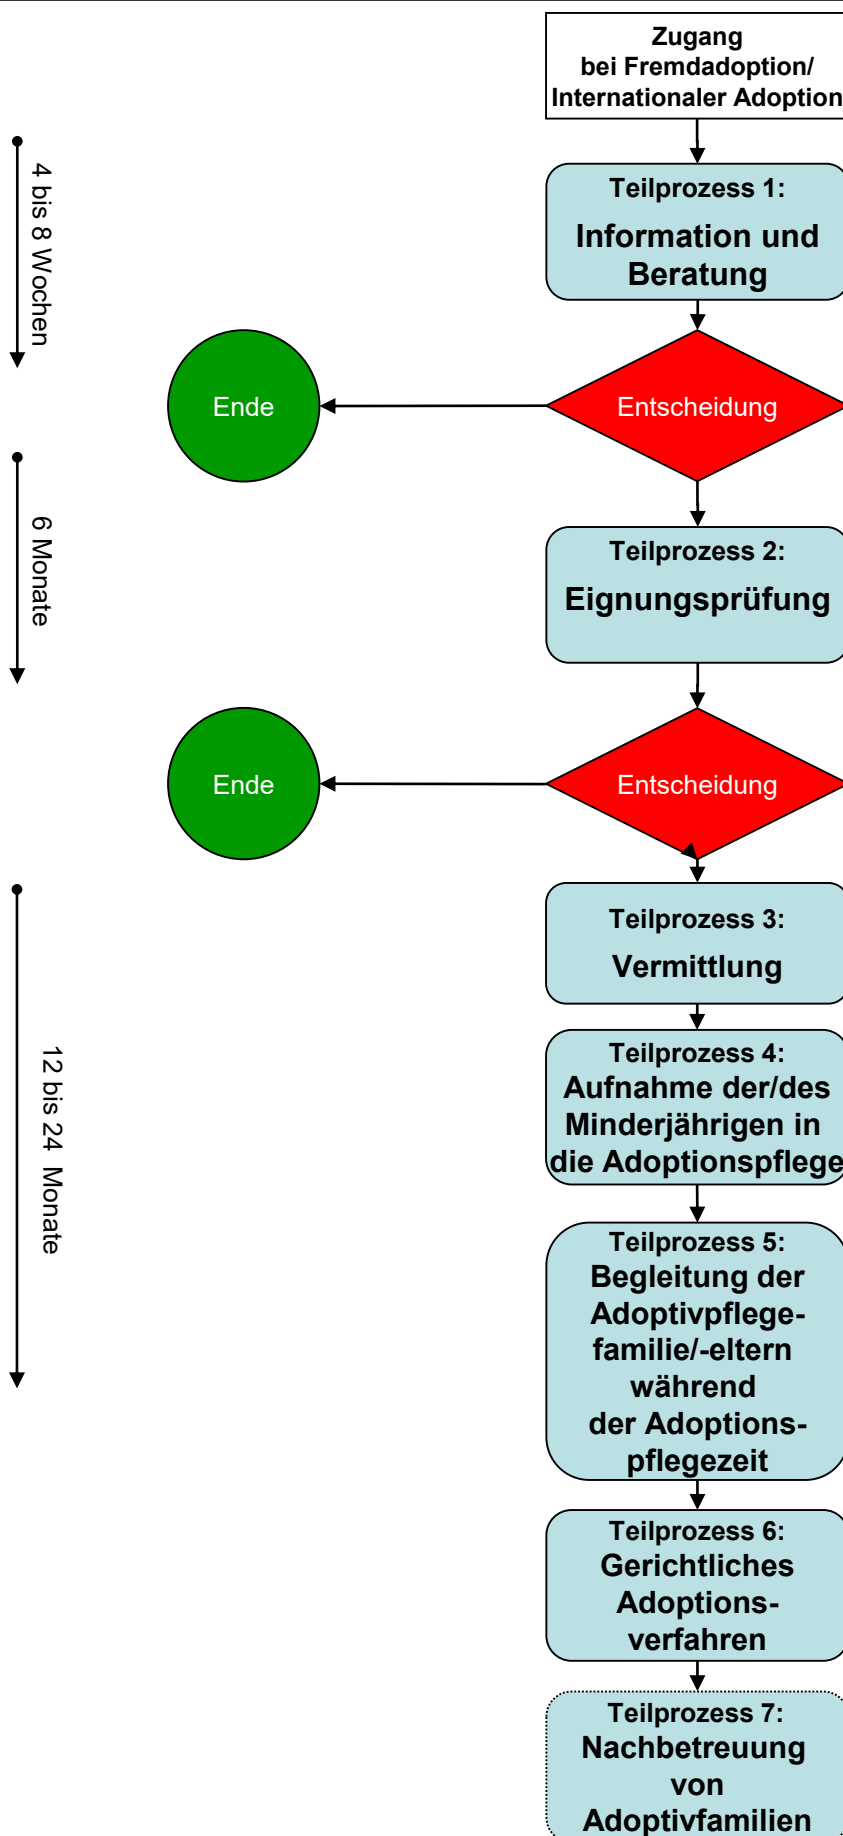 Zugang
bei Fremdadoption/
Internationaler Adoption
4 bis 8 Wochen
Teilprozess 1:
Information und
Beratung
Ende
Entscheidung
6 Monate
Teilprozess 2:
Eignungsprüfung
Ende
Entscheidung
12 bis 24 Monate
Teilprozess 3:
Vermittlung
Teilprozess 4:
Aufnahme der/des
Minderjährigen in
die Adoptionspflege
Teilprozess 5:
Begleitung der
Adoptivpflege-
familie/-eltern
während
der Adoptions-
pflegezeit
Teilprozess 6:
Gerichtliches
Adoptions-
verfahren
Teilprozess 7:
Nachbetreuung
von
Adoptivfamilien